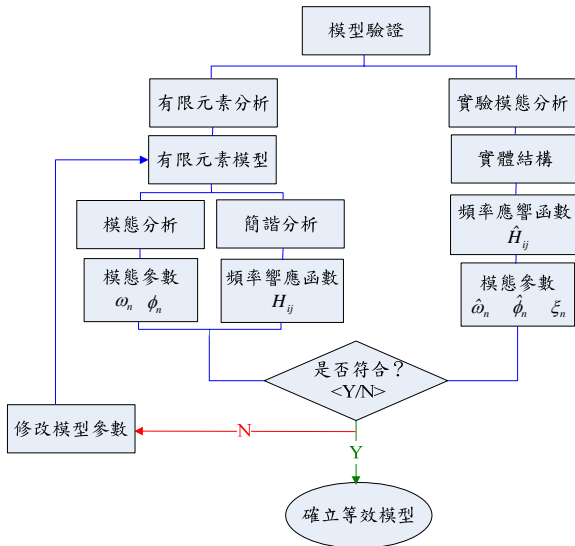 模型驗證
有限元素分析
實驗模態分析
有限元素模型
實體結構
模態分析
簡諧分析
頻率應響函數
Ĥij
模態參數
ωn ϕn
頻率響應函數
Hij
模態參數
ω̂n ϕ̂n ξn
是否符合？
<Y/N>
修改模型參數
N
Y
確立等效模型